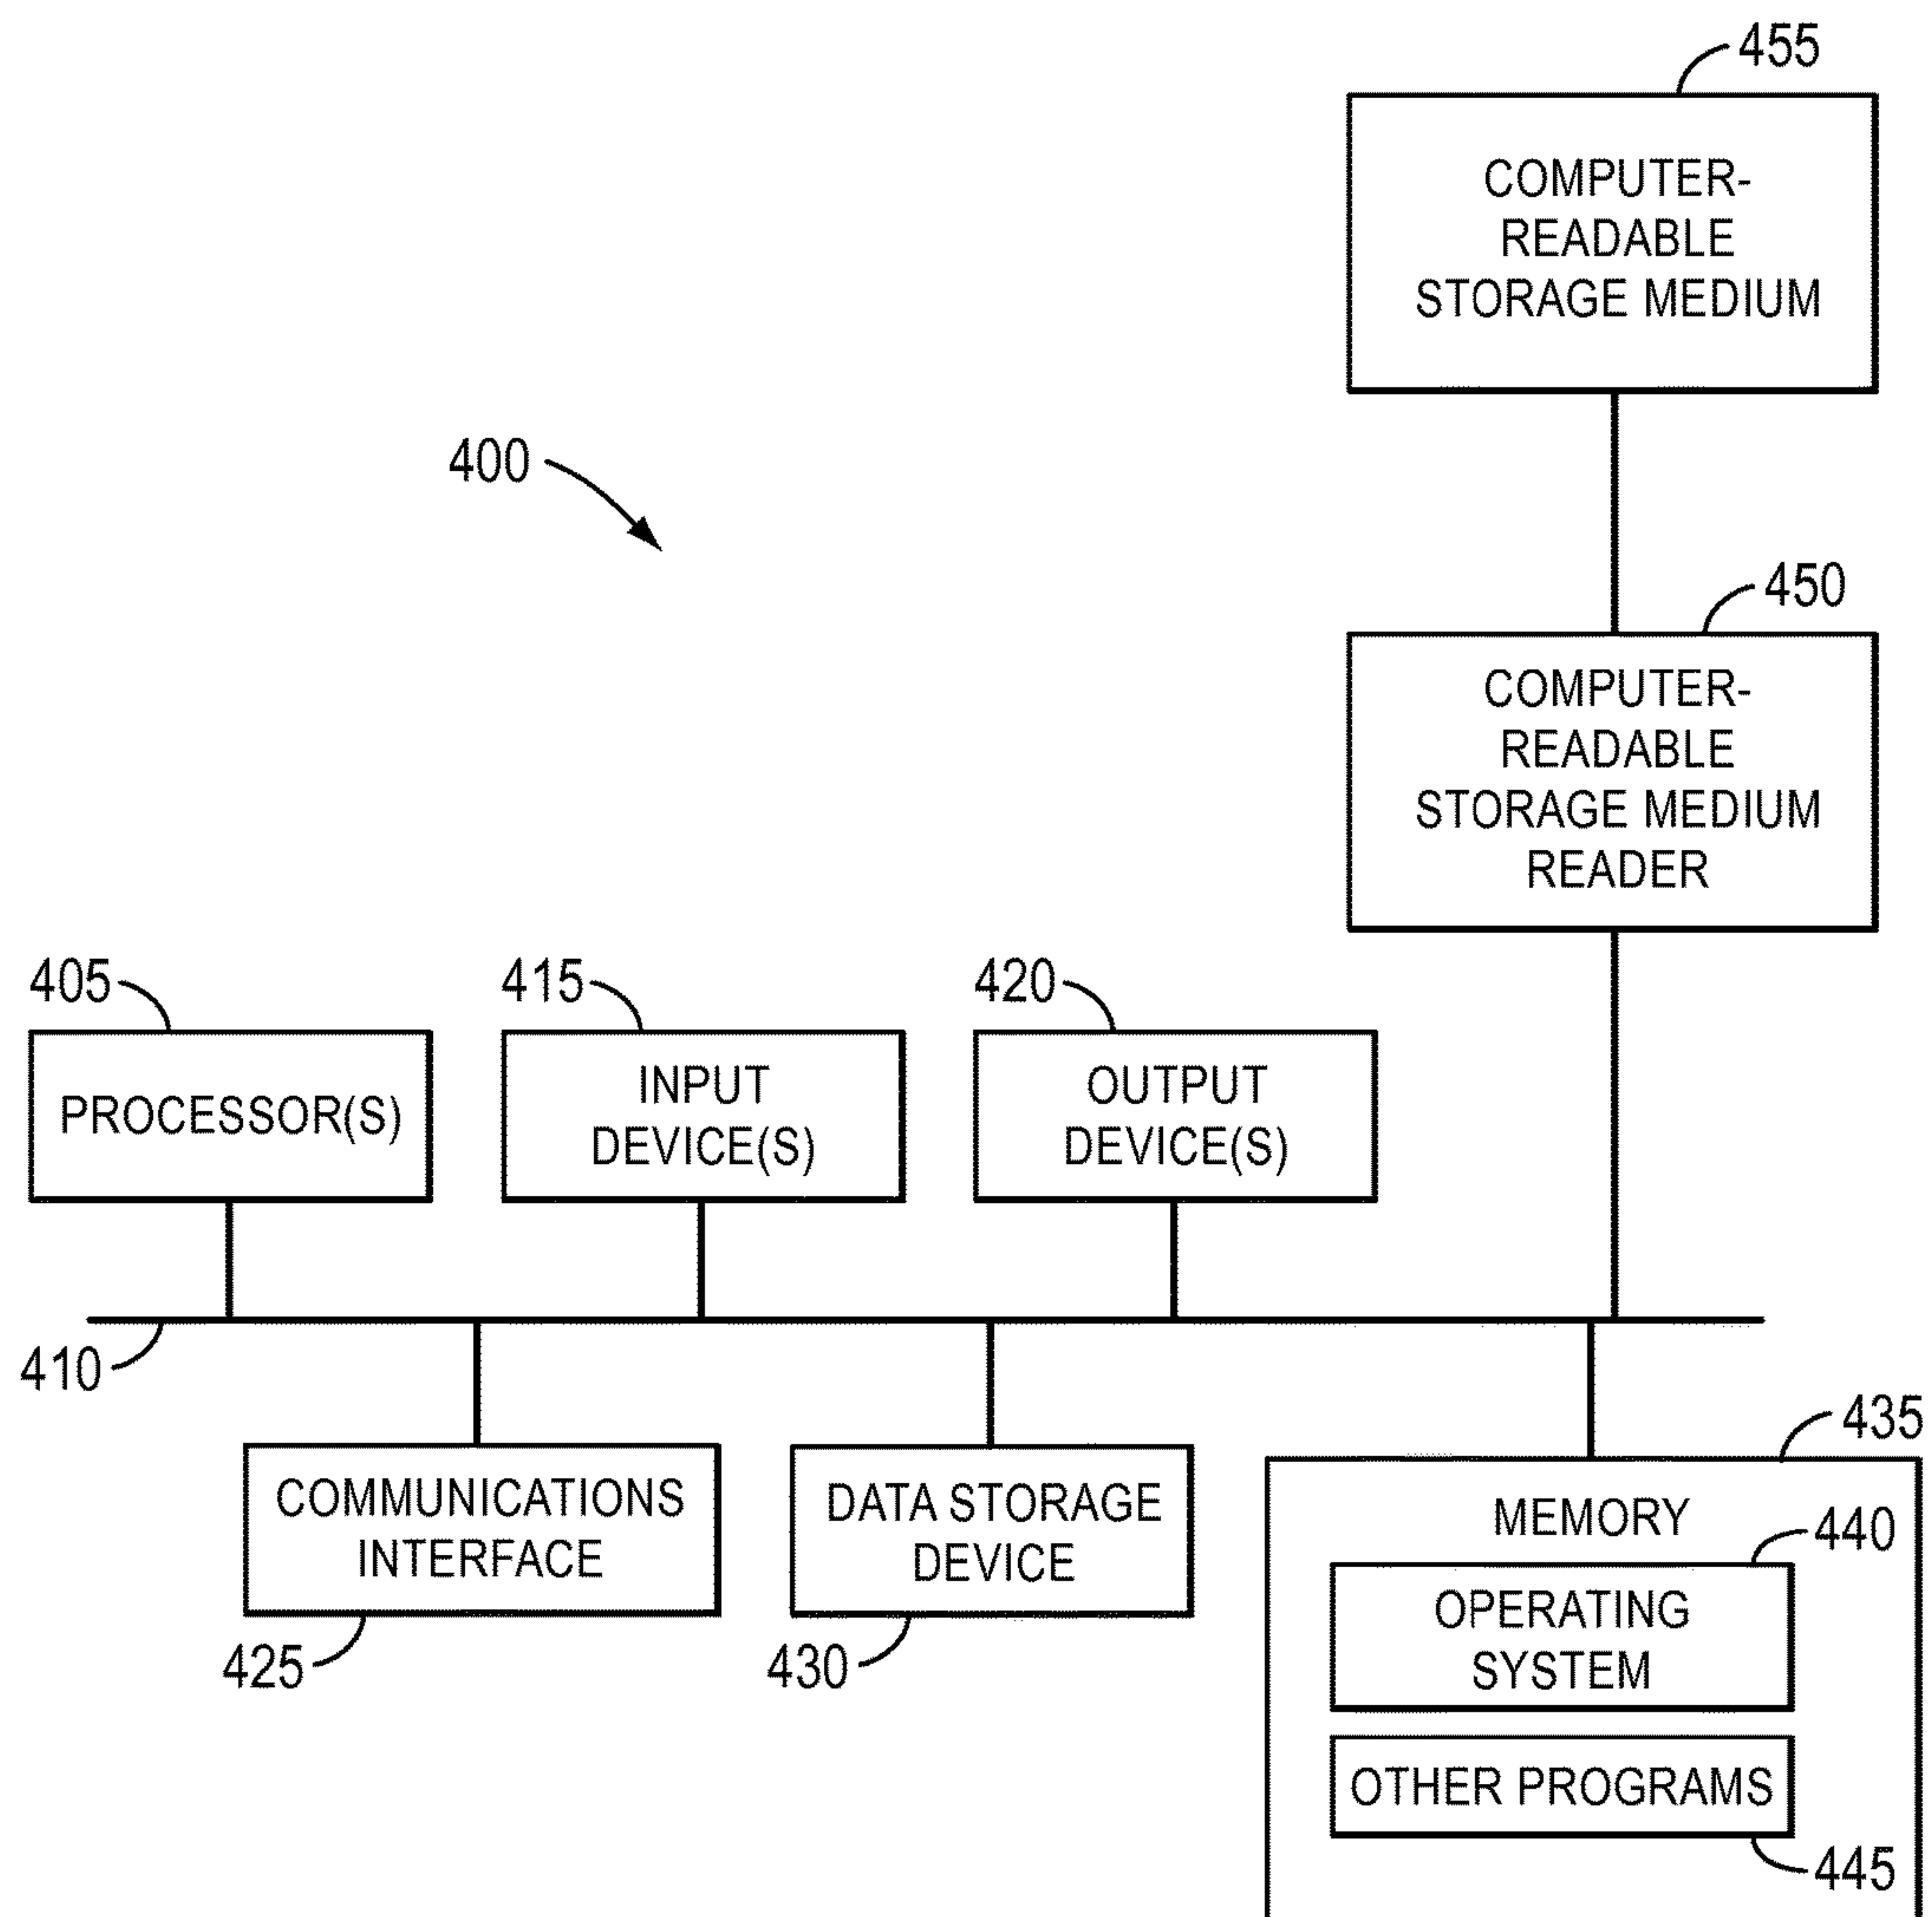 455
COMPUTER-
READABLE
STORAGE MEDIUM
400
450
COMPUTER-
READABLE
STORAGE MEDIUM
READER
405
PROCESSOR(S)
415
INPUT
DEVICE(S)
420
OUTPUT
DEVICE(S)
410
COMMUNICATIONS
INTERFACE
425
DATA STORAGE
DEVICE
430
435
MEMORY
440
OPERATING
SYSTEM
OTHER PROGRAMS
445